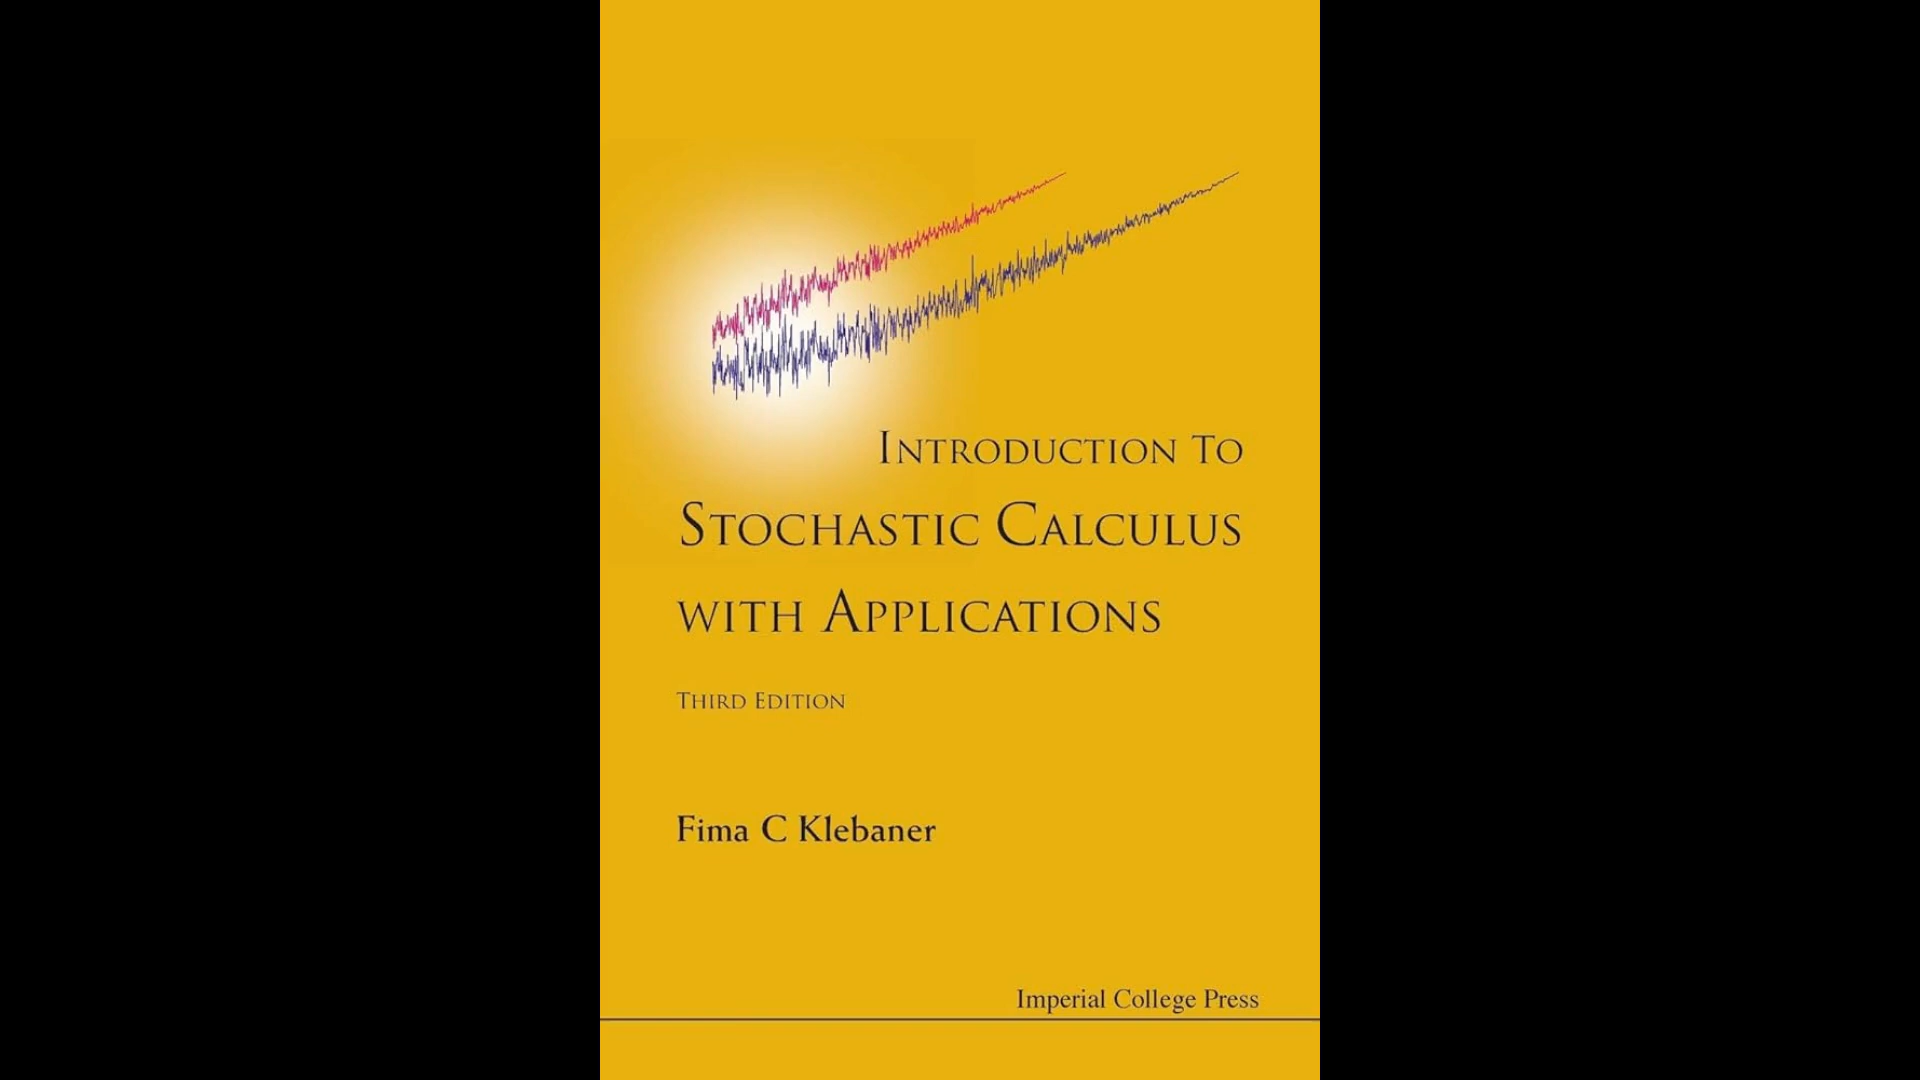 INTRODUCTION TO
STOCHASTIC CALCULUS
WITH APPLICATIONS
THIRD EDITION
Fima C Klebaner
Imperial College Press